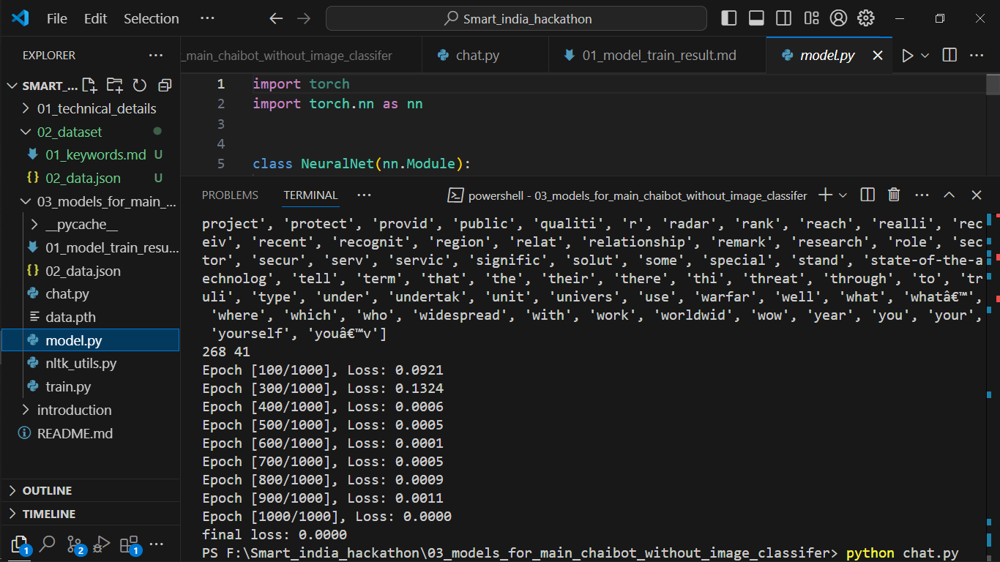 File Edit Selection ···
Smart_india_hackathon
EXPLORER ···
_main_chaibot_without_image_classifer
chat.py
01_model_train_result.md
model.py
SMART_...
01_technical_details
02_dataset
01_keywords.md U
{} 02_data.json U
03_models_for_main_...
__pycache__
01_model_train_resu...
{} 02_data.json
chat.py
data.pth
model.py
nltk_utils.py
train.py
introduction
README.md
OUTLINE
TIMELINE
1 2 1 ···
1 import torch
2 import torch.nn as nn
3
4
5 class NeuralNet(nn.Module):
PROBLEMS TERMINAL ··· powershell - 03_models_for_main_chaibot_without_image_classifer
project', 'protect', 'provid', 'public', 'qualiti', 'r', 'radar', 'rank', 'reach', 'realli', 'rec
eiv', 'recent', 'recognit', 'region', 'relat', 'relationship', 'remark', 'research', 'role', 'sec
tor', 'secur', 'serv', 'servic', 'signific', 'solut', 'some', 'special', 'stand', 'state-of-the-a
echnolog', 'tell', 'term', 'that', 'the', 'their', 'there', 'thi', 'threat', 'through', 'to', 'tr
uli', 'type', 'under', 'undertak', 'unit', 'univers', 'use', 'warfar', 'well', 'what', 'whatâ€™',
'where', 'which', 'who', 'widespread', 'with', 'work', 'worldwid', 'wow', 'year', 'you', 'your',
'yourself', 'youâ€™v']
268 41
Epoch [100/1000], Loss: 0.0921
Epoch [300/1000], Loss: 0.1324
Epoch [400/1000], Loss: 0.0006
Epoch [500/1000], Loss: 0.0005
Epoch [600/1000], Loss: 0.0001
Epoch [700/1000], Loss: 0.0005
Epoch [800/1000], Loss: 0.0009
Epoch [900/1000], Loss: 0.0011
Epoch [1000/1000], Loss: 0.0000
final loss: 0.0000
PS F:\Smart_india_hackathon\03_models_for_main_chaibot_without_image_classifer> python chat.py